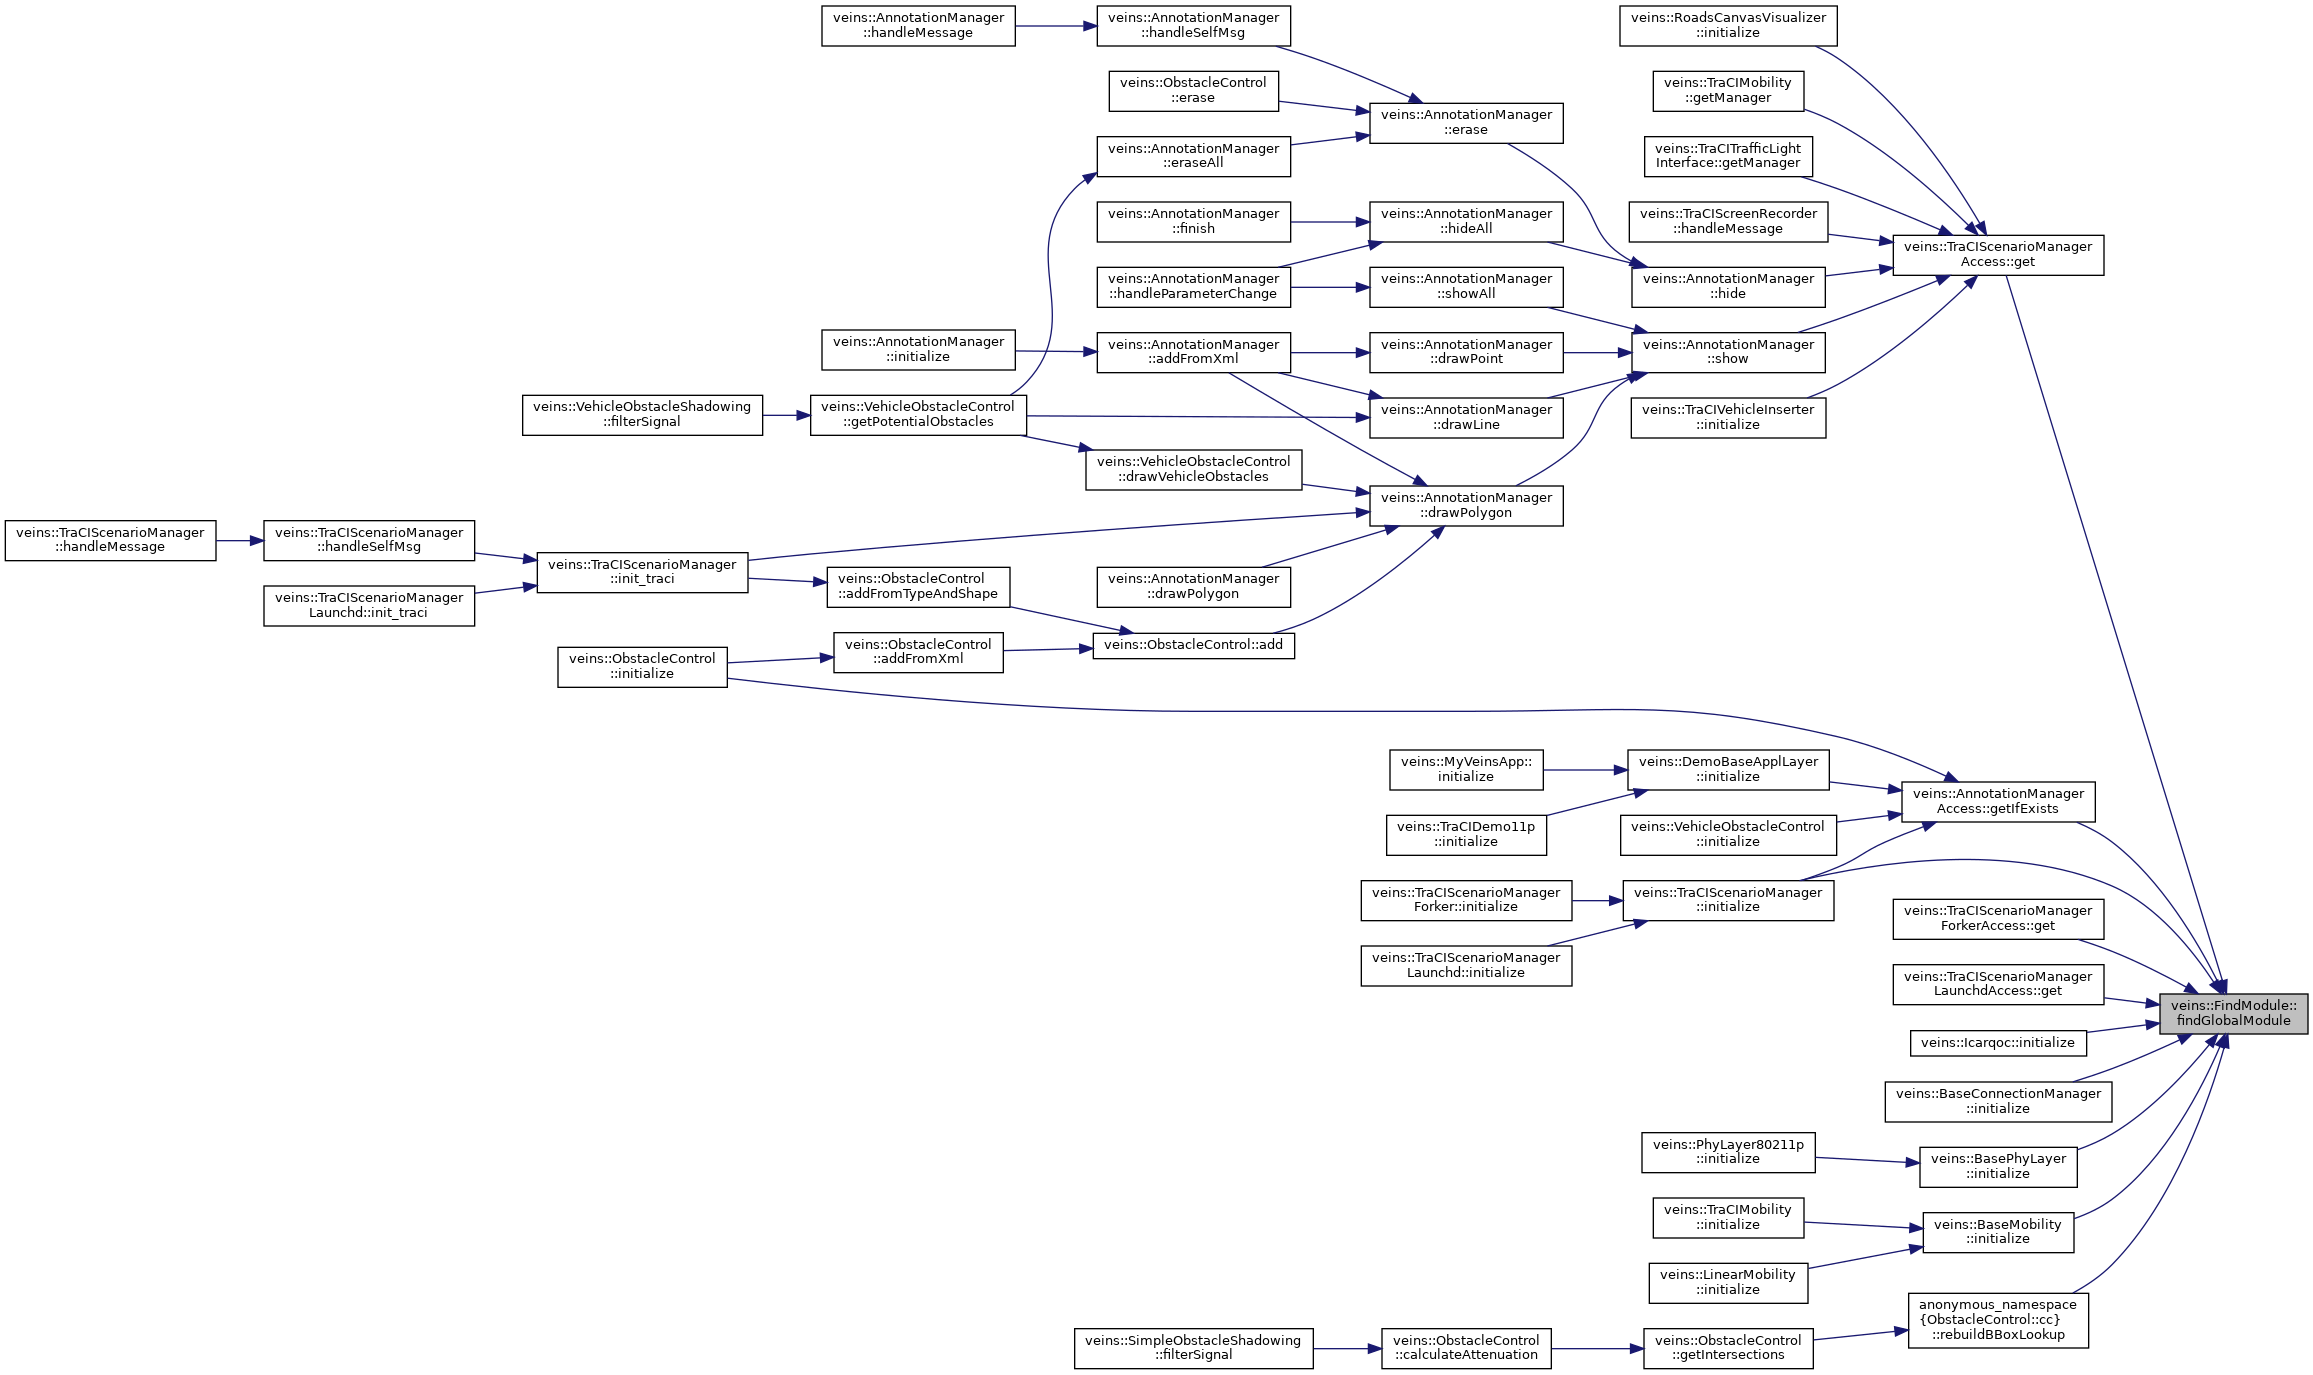 veins::AnnotationManager
::handleMessage
veins::AnnotationManager
::handleSelfMsg
veins::RoadsCanvasVisualizer
::initialize
veins::ObstacleControl
::erase
veins::TraCIMobility
::getManager
veins::AnnotationManager
::erase
veins::AnnotationManager
::eraseAll
veins::TraCITrafficLight
Interface::getManager
veins::AnnotationManager
::finish
veins::AnnotationManager
::hideAll
veins::TraCIScreenRecorder
::handleMessage
veins::TraCIScenarioManager
Access::get
veins::AnnotationManager
::handleParameterChange
veins::AnnotationManager
::showAll
veins::AnnotationManager
::hide
veins::AnnotationManager
::initialize
veins::AnnotationManager
::addFromXml
veins::AnnotationManager
::drawPoint
veins::AnnotationManager
::show
veins::VehicleObstacleShadowing
::filterSignal
veins::VehicleObstacleControl
::getPotentialObstacles
veins::AnnotationManager
::drawLine
veins::TraCIVehicleInserter
::initialize
veins::VehicleObstacleControl
::drawVehicleObstacles
veins::AnnotationManager
::drawPolygon
veins::TraCIScenarioManager
::handleMessage
veins::TraCIScenarioManager
::handleSelfMsg
veins::TraCIScenarioManager
::init_traci
veins::TraCIScenarioManager
Launchd::init_traci
veins::ObstacleControl
::addFromTypeAndShape
veins::AnnotationManager
::drawPolygon
veins::ObstacleControl
::initialize
veins::ObstacleControl
::addFromXml
veins::ObstacleControl::add
veins::MyVeinsApp::
initialize
veins::DemoBaseApplLayer
::initialize
veins::AnnotationManager
Access::getIfExists
veins::TraCIDemo11p
::initialize
veins::VehicleObstacleControl
::initialize
veins::TraCIScenarioManager
Forker::initialize
veins::TraCIScenarioManager
::initialize
veins::TraCIScenarioManager
ForkerAccess::get
veins::TraCIScenarioManager
Launchd::initialize
veins::TraCIScenarioManager
LaunchdAccess::get
veins::FindModule::
findGlobalModule
veins::Icarqoc::initialize
veins::BaseConnectionManager
::initialize
veins::PhyLayer80211p
::initialize
veins::BasePhyLayer
::initialize
veins::TraCIMobility
::initialize
veins::BaseMobility
::initialize
veins::LinearMobility
::initialize
anonymous_namespace
{ObstacleControl::cc}
::rebuildBBoxLookup
veins::SimpleObstacleShadowing
::filterSignal
veins::ObstacleControl
::calculateAttenuation
veins::ObstacleControl
::getIntersections